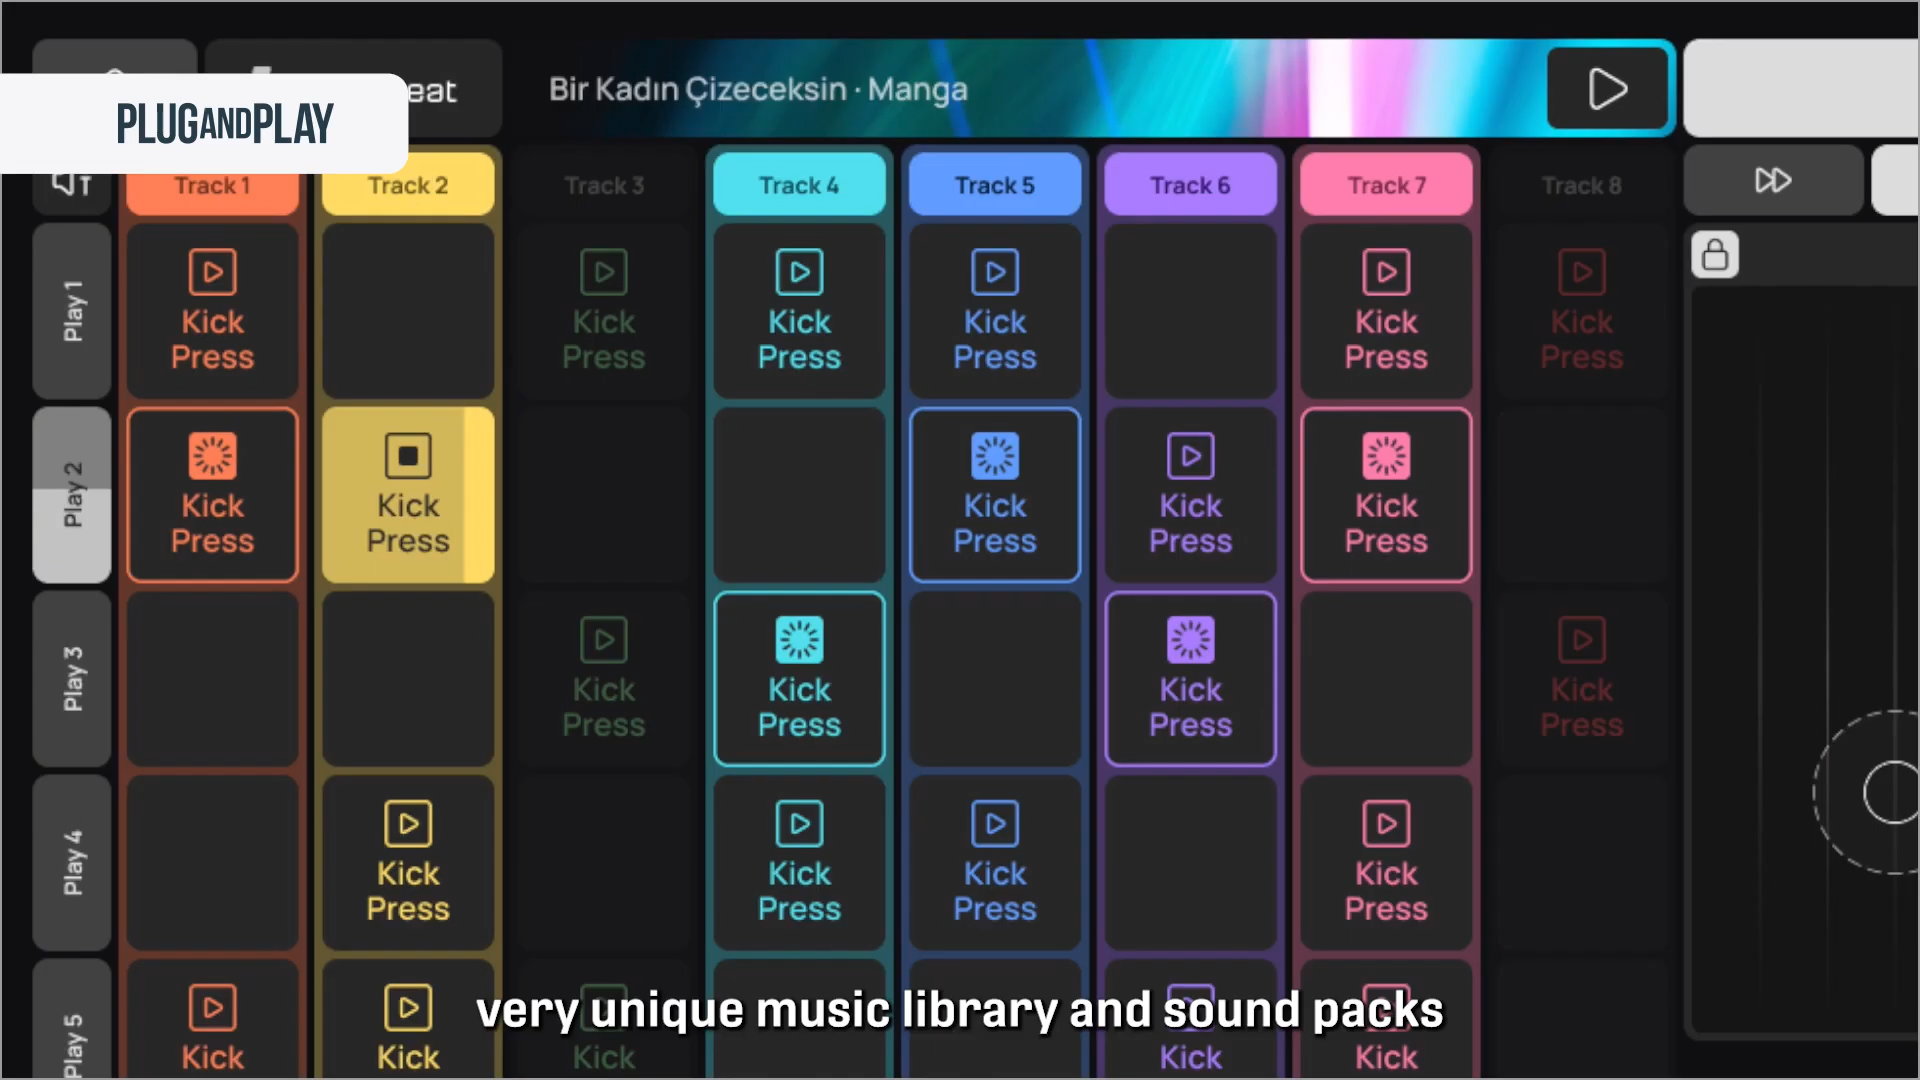 eat
Bir Kadın Çizeceksin · Manga
PLUGANDPLAY
Track 1
Track 2
Track 3
Track 4
Track 5
Track 6
Track 7
Track 8
Play 1
Kick
Press
Kick
Press
Kick
Press
Kick
Press
Kick
Press
Kick
Press
Play 2
Kick
Press
Kick
Press
Kick
Press
Kick
Press
Kick
Press
Play 3
Kick
Press
Kick
Press
Kick
Press
Kick
Press
Play 4
Kick
Press
Kick
Press
Kick
Press
Kick
Press
Play 5
Kick
Kick
Kick
Kick
Kick
very unique music library and sound packs